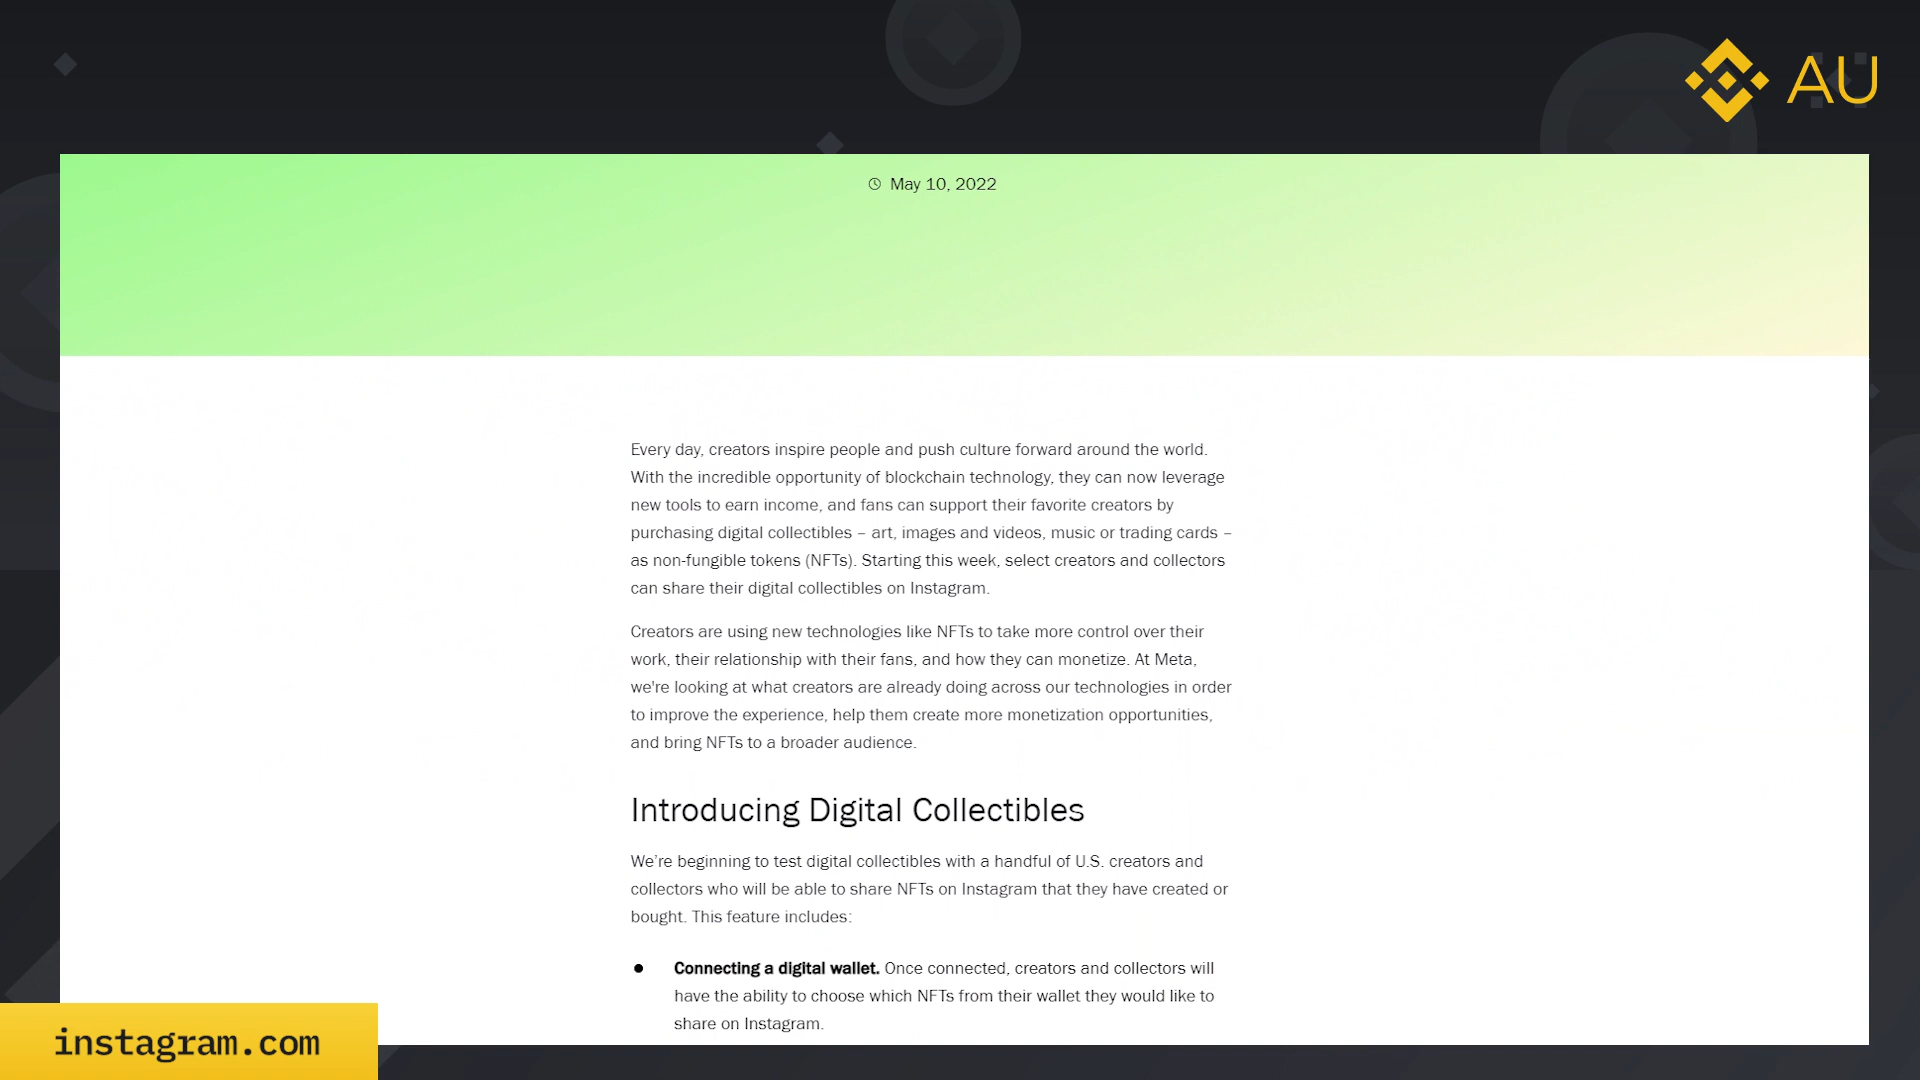 AU
May 10, 2022
Every day, creators inspire people and push culture forward around the world.
With the incredible opportunity of blockchain technology, they can now leverage
new tools to earn income, and fans can support their favorite creators by
purchasing digital collectibles – art, images and videos, music or trading cards –
as non-fungible tokens (NFTs). Starting this week, select creators and collectors
can share their digital collectibles on Instagram.
Creators are using new technologies like NFTs to take more control over their
work, their relationship with their fans, and how they can monetize. At Meta,
we're looking at what creators are already doing across our technologies in order
to improve the experience, help them create more monetization opportunities,
and bring NFTs to a broader audience.
Introducing Digital Collectibles
We’re beginning to test digital collectibles with a handful of U.S. creators and
collectors who will be able to share NFTs on Instagram that they have created or
bought. This feature includes:
● Connecting a digital wallet. Once connected, creators and collectors will
have the ability to choose which NFTs from their wallet they would like to
share on Instagram.
instagram.com